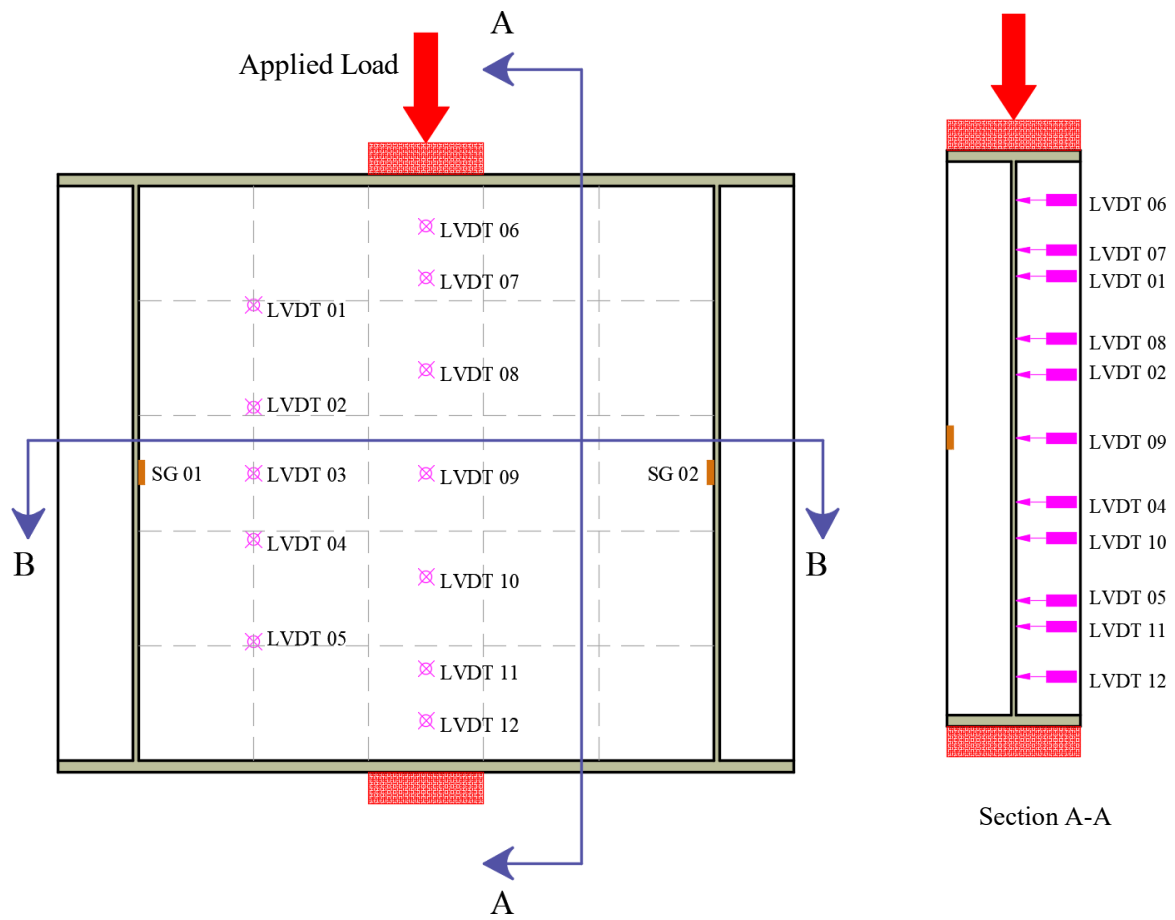 A
Applied Load
LVDT 06
LVDT 07
LVDT 01
LVDT 08
LVDT 02
SG 01
LVDT 03
LVDT 09
SG 02
LVDT 04
B
B
LVDT 10
LVDT 05
LVDT 11
LVDT 12
A
LVDT 06
LVDT 07
LVDT 01
LVDT 08
LVDT 02
LVDT 09
LVDT 04
LVDT 10
LVDT 05
LVDT 11
LVDT 12
Section A-A